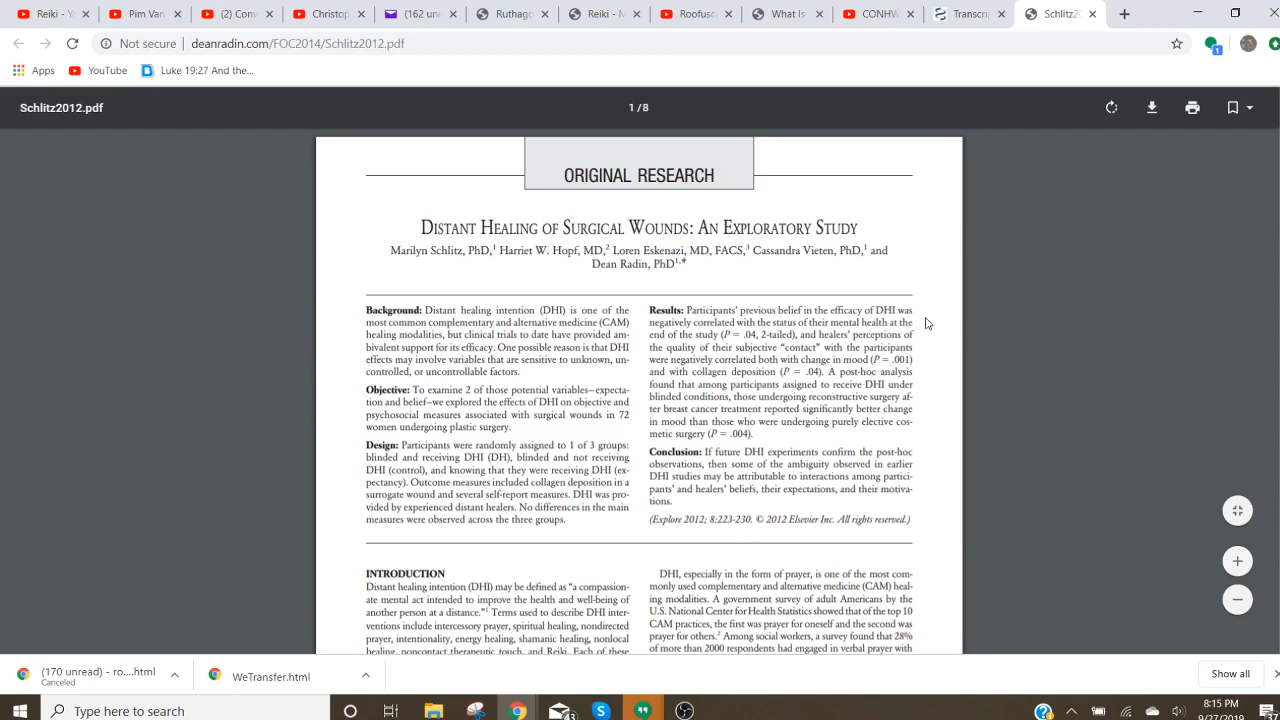 Reiki - Y
Pim Van
(2) Conv
Christop
(162 un
Ruthago
Reiki - M
Roofusc
What Is
CONHW
Transcrip
Schlitz2
Not secure | deanradin.com/FOC2014/Schlitz2012.pdf
1
Apps YouTube Luke 19:27 And the...
Schlitz2012.pdf 1 / 8
ORIGINAL RESEARCH
DISTANT HEALING OF SURGICAL WOUNDS: AN EXPLORATORY STUDY
Marilyn Schlitz, PhD,1 Harriet W. Hopf, MD,2 Loren Eskenazi, MD, FACS,3 Cassandra Vieten, PhD,1 and
Dean Radin, PhD1,#
Background: Distant healing intention (DHI) is one of the
most common complementary and alternative medicine (CAM)
healing modalities, but clinical trials to date have provided am-
bivalent support for its efficacy. One possible reason is that DHI
effects may involve variables that are sensitive to unknown, un-
controlled, or uncontrollable factors.
Objective: To examine 2 of those potential variables—expecta-
tion and belief—we explored the effects of DHI on objective and
psychosocial measures associated with surgical wounds in 72
women undergoing plastic surgery.
Design: Participants were randomly assigned to 1 of 3 groups:
blinded and receiving DHI (DH), blinded and not receiving
DHI (control), and knowing that they were receiving DHI (ex-
pectancy). Outcome measures included collagen deposition in a
surrogate wound and several self-report measures. DHI was pro-
vided by experienced distant healers. No differences in the main
measures were observed across the three groups.
Results: Participants' previous belief in the efficacy of DHI was
negatively correlated with the status of their mental health at the
end of the study (P = .04, 2-tailed), and healers' perceptions of
the quality of their subjective "contact" with the participants
were negatively correlated both with change in mood (P = .001)
and with collagen deposition (P = .04). A post-hoc analysis
found that among participants assigned to receive DHI under
blinded conditions, those undergoing reconstructive surgery af-
ter breast cancer treatment reported significantly better change
in mood than those who were undergoing purely elective cos-
metic surgery (P = .004).
Conclusion: If future DHI experiments confirm the post-hoc
observations, then some of the ambiguity observed in earlier
DHI studies may be attributable to interactions among partici-
pants' and healers' beliefs, their expectations, and their motiva-
tions.
(Explore 2012; 8:223-230. © 2012 Elsevier Inc. All rights reserved.)
INTRODUCTION
Distant healing intention (DHI) may be defined as "a compassion-
ate mental act intended to improve the health and well-being of
another person at a distance."1 Terms used to describe DHI inter-
ventions include intercessory prayer, spiritual healing, nondirected
prayer, intentionality, energy healing, shamanic healing, nonlocal
healing, noncontact therapeutic touch, and Reiki. Each of these
DHI, especially in the form of prayer, is one of the most com-
monly used complementary and alternative medicine (CAM) heal-
ing modalities. A government survey of adult Americans by the
U.S. National Center for Health Statistics showed that of the top 10
CAM practices, the first was prayer for oneself and the second was
prayer for others.2 Among social workers, a survey found that 28%
of more than 2000 respondents had engaged in verbal prayer with
(170 unread) - ro....html
Canceled
WeTransfer.html
Show all
Type here to search
43
8:15 PM
9/27/2019